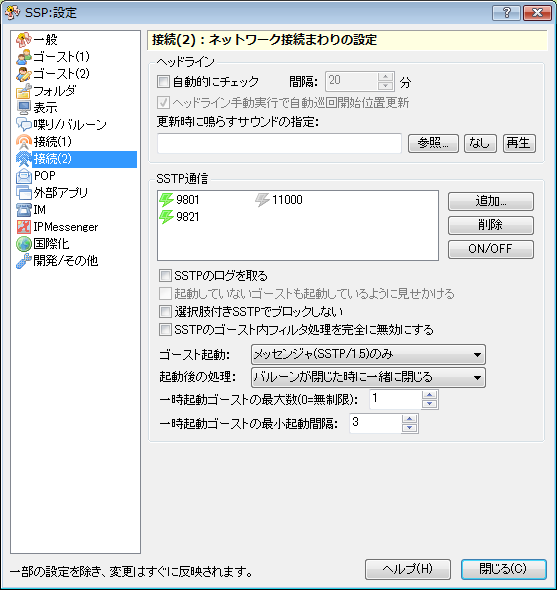 SSP:設定
一般
ゴースト(1)
ゴースト(2)
フォルダ
表示
喋り/バルーン
接続(1)
接続(2)
POP
外部アプリ
IM
IPMessenger
国際化
開発/その他
接続(2) : ネットワーク接続まわりの設定
ヘッドライン
自動的にチェック 間隔: 20 分
ヘッドライン手動実行で自動巡回開始位置更新
更新時に鳴らすサウンドの指定:
参照... なし 再生
SSTP通信
9801 11000
9821
追加...
削除
ON/OFF
SSTPのログを取る
起動していないゴーストも起動しているように見せかける
選択肢付きSSTPでブロックしない
SSTPのゴースト内フィルタ処理を完全に無効にする
ゴースト起動: メッセンジャ(SSTP/1.5)のみ
起動後の処理: バルーンが閉じた時に一緒に閉じる
一時起動ゴーストの最大数(0=無制限): 1
一時起動ゴーストの最小起動間隔: 3
一部の設定を除き、変更はすぐに反映されます。
ヘルプ(H) 閉じる(C)